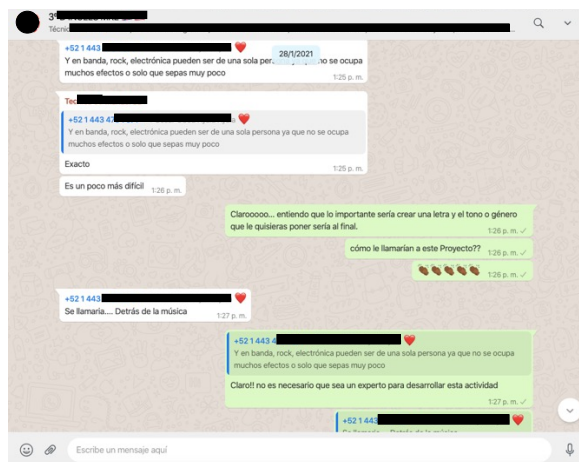 3º
Técnic
+52 1 443
28/1/2021
Y en banda, rock, electrónica pueden ser de una sola pers no se ocupa
muchos efectos o solo que sepas muy poco
1:25 p. m.
Tec
+52 1 443 4
Y en banda, rock, electrónica pueden ser de una sola persona ya que no se ocupa
muchos efectos o solo que sepas muy poco
Exacto
1:25 p. m.
Es un poco más difícil
1:26 p. m.
Clarooooo... entiendo que lo importante sería crear una letra y el tono o género
que le quisieras poner sería al final.
1:26 p. m.
cómo le llamarían a este Proyecto??
1:26 p. m.
1:26 p. m.
+52 1 443
Se llamaria.... Detrás de la música
1:27 p. m.
+52 1 443 4
Y en banda, rock, electrónica pueden ser de una sola persona ya que no se ocupa
muchos efectos o solo que sepas muy poco
Claro!! no es necesario que sea un experto para desarrollar esta actividad
1:27 p. m.
+52 1 443
Escribe un mensaje aquí